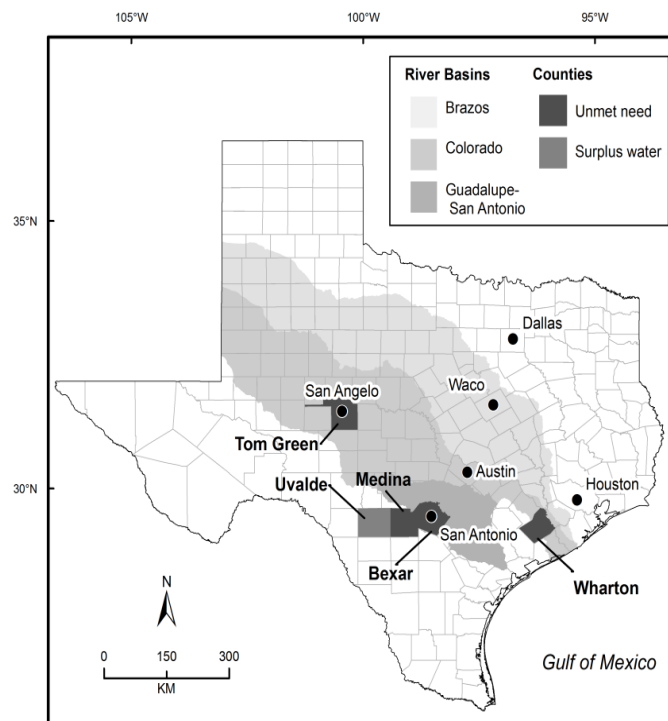 105°W
100°W
95°W
River Basins
Counties
Brazos
Unmet need
Colorado
Surplus water
Guadalupe-
San Antonio
35°N
Dallas
San Angelo
Waco
Tom Green
Austin
Medina
Uvalde
30°N
Houston
San Antonio
Bexar
Wharton
N
0 150 300
KM
Gulf of Mexico